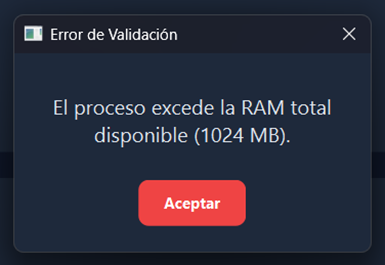 Error de Validación
El proceso excede la RAM total
disponible (1024 MB).
Aceptar